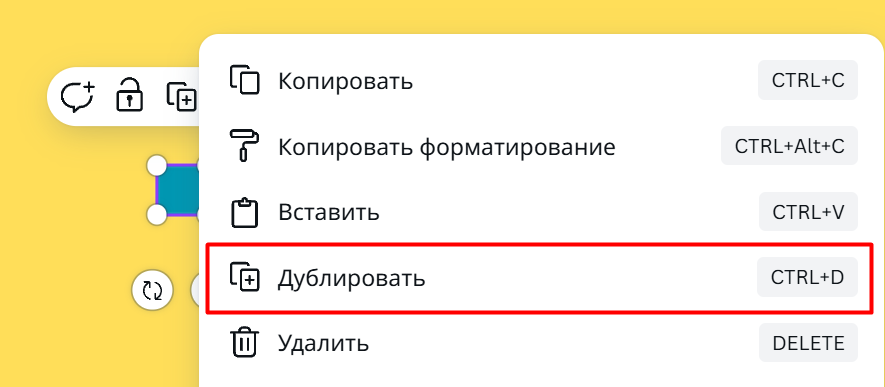 Копировать CTRL+C
Копировать форматирование CTRL+Alt+C
Вставить CTRL+V
Дублировать CTRL+D
Удалить DELETE